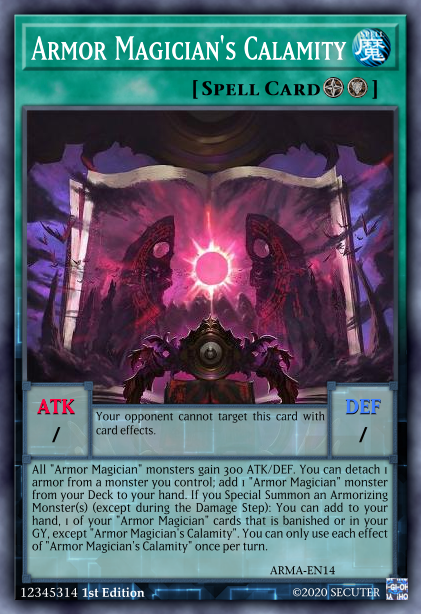 Armor Magician's Calamity 魔
[Spell Card]
ATK
/
Your opponent cannot target this card with
card effects.
DEF
/
All "Armor Magician" monsters gain 300 ATK/DEF. You can detach 1
armor from a monster you control; add 1 "Armor Magician" monster
from your Deck to your hand. If you Special Summon an Armorizing
Monster(s) (except during the Damage Step): You can add to your
hand, 1 of your "Armor Magician" cards that is banished or in your
GY, except "Armor Magician's Calamity". You can only use each effect
of "Armor Magician's Calamity" once per turn.
ARMA-EN14
12345314 1st Edition
©2020 SECUTER